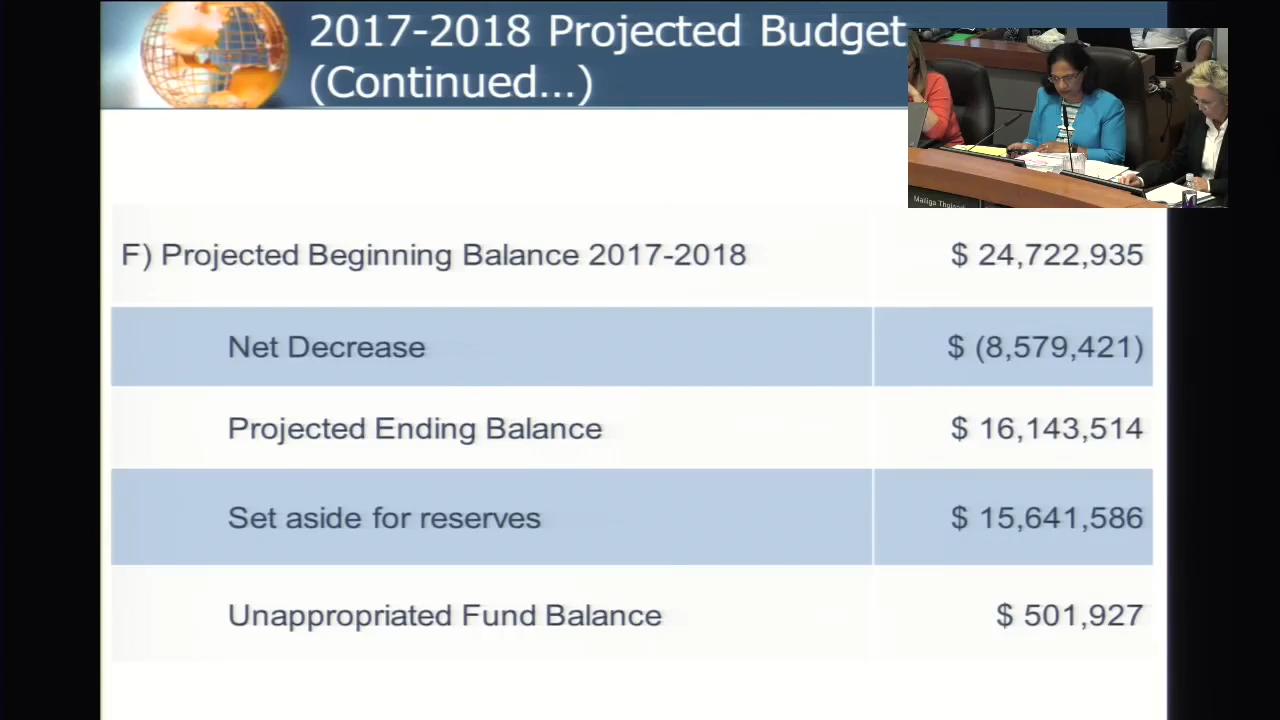 2017-2018 Projected Budget
(Continued...)
F) Projected Beginning Balance 2017-2018 $ 24,722,935
Net Decrease $ (8,579,421)
Projected Ending Balance $ 16,143,514
Set aside for reserves $ 15,641,586
Unappropriated Fund Balance $ 501,927